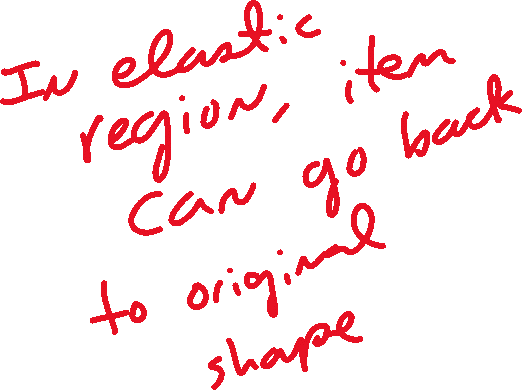 In elastic
region, item
can go back
to original
shape